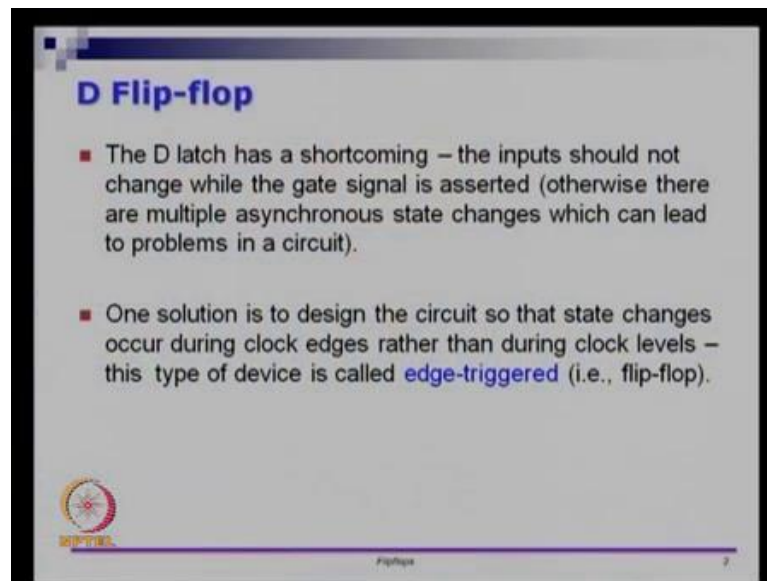 D Flip-flop
■ The D latch has a shortcoming – the inputs should not
change while the gate signal is asserted (otherwise there
are multiple asynchronous state changes which can lead
to problems in a circuit).
■ One solution is to design the circuit so that state changes
occur during clock edges rather than during clock levels –
this type of device is called edge-triggered (i.e., flip-flop).
NPTEL
Flipflops
2